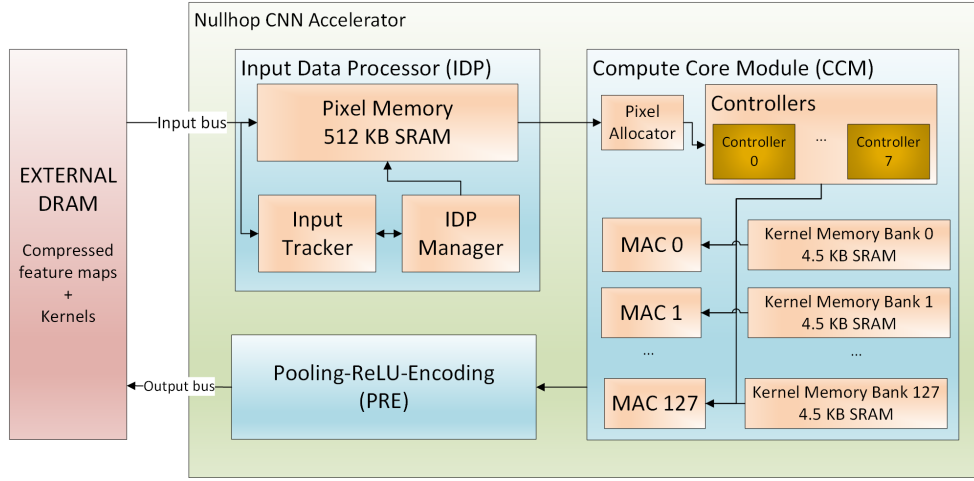 Nullhop CNN Accelerator
EXTERNAL
DRAM
Compressed
feature maps
+
Kernels
Input bus
Input Data Processor (IDP)
Pixel Memory
512 KB SRAM
Input
Tracker
IDP
Manager
Compute Core Module (CCM)
Pixel
Allocator
Controllers
Controller
0
...
Controller
7
MAC 0
Kernel Memory Bank 0
4.5 KB SRAM
MAC 1
Kernel Memory Bank 1
4.5 KB SRAM
...
...
MAC 127
Kernel Memory Bank 127
4.5 KB SRAM
Pooling-ReLU-Encoding
(PRE)
Output bus